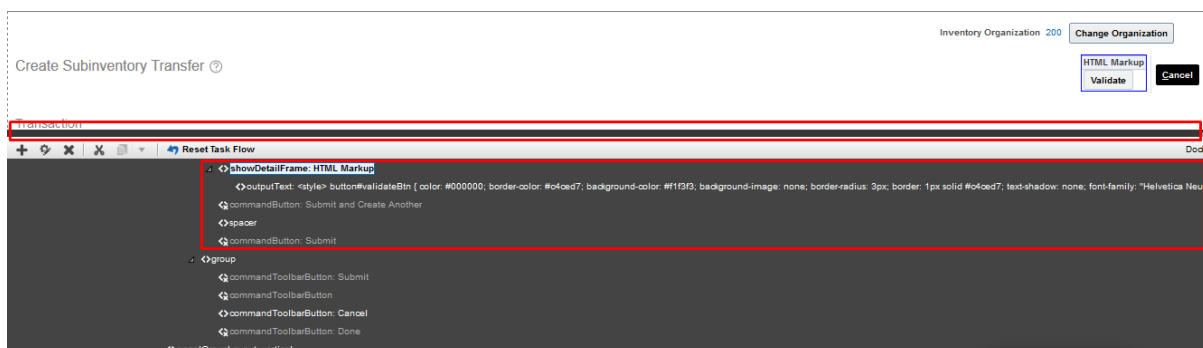 Inventory Organization 200 Change Organization
Create Subinventory Transfer
HTML Markup
Validate
Cancel
Transaction
Reset Task Flow
Dod
showDetailFrame: HTML Markup
outputText: <style> button#validateBtn { color: #000000; border-color: #c4ced7; background-color: #f1f3f3; background-image: none; border-radius: 3px; border: 1px solid #c4ced7; text-shadow: none; font-family: "Helvetica Neu
commandButton: Submit and Create Another
spacer
commandButton: Submit
group
commandToolbarButton: Submit
commandToolbarButton
commandToolbarButton: Cancel
commandToolbarButton: Done